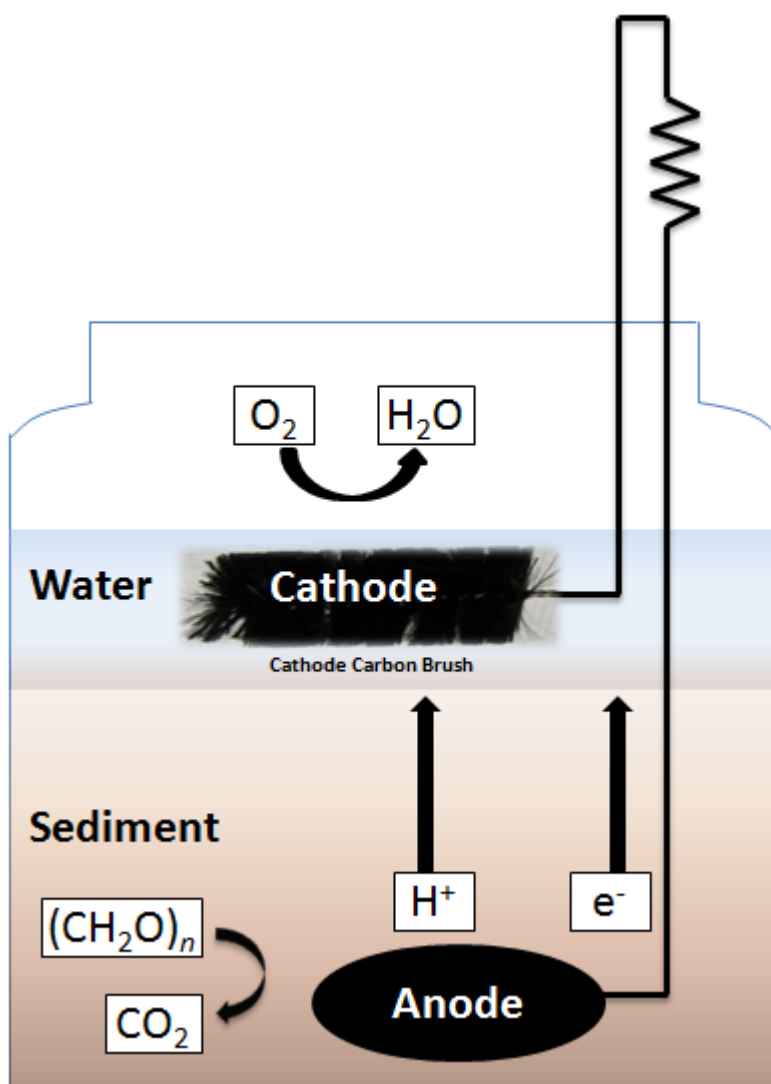 O₂
H₂O
Water
Cathode
Cathode Carbon Brush
Sediment
H⁺
e⁻
(CH₂O)ₙ
Anode
CO₂